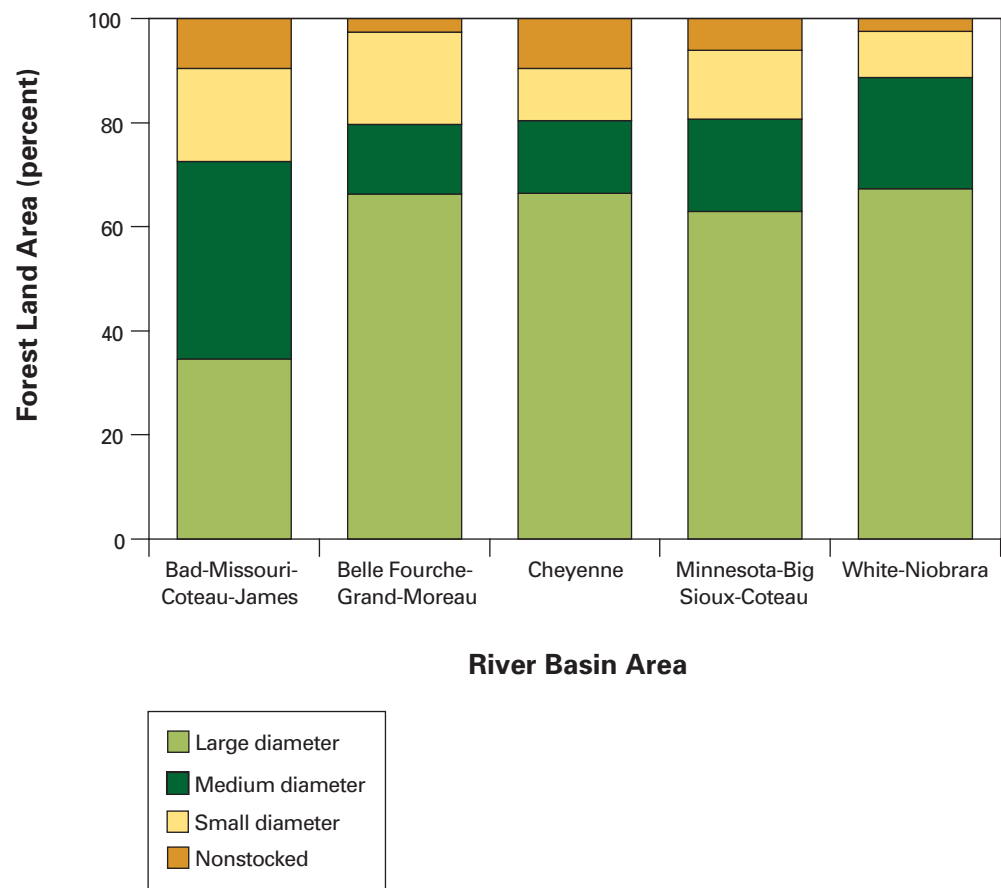 Forest Land Area (percent)
100
80
60
40
20
0
Bad-Missouri-
Coteau-James
Belle Fourche-
Grand-Moreau
Cheyenne
Minnesota-Big
Sioux-Coteau
White-Niobrara
River Basin Area
Large diameter
Medium diameter
Small diameter
Nonstocked